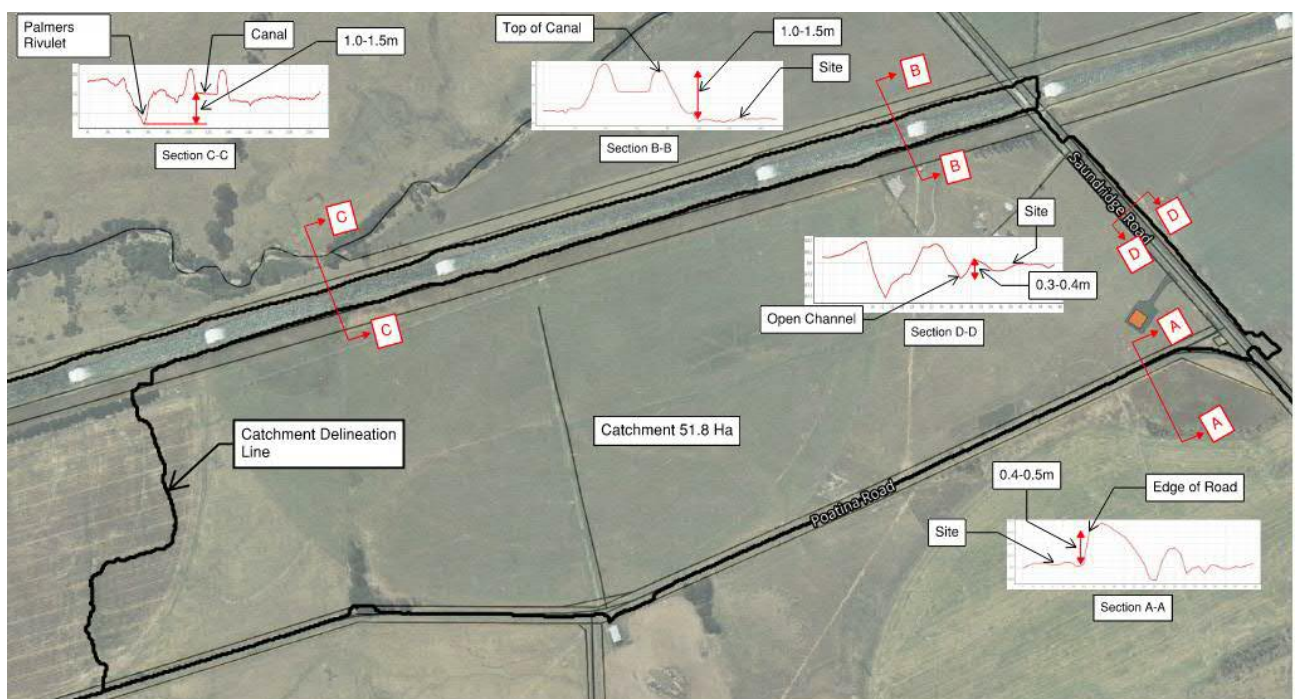 Palmers
Rivulet
Canal
1.0-1.5m
Section C-C
Top of Canal
1.0-1.5m
Site
Section B-B
B
B
C
C
Saundridge Road
D
D
Site
0.3-0.4m
Open Channel
Section D-D
A
A
Catchment Delineation
Line
Catchment 51.8 Ha
Poatina Road
0.4-0.5m
Edge of Road
Site
Section A-A